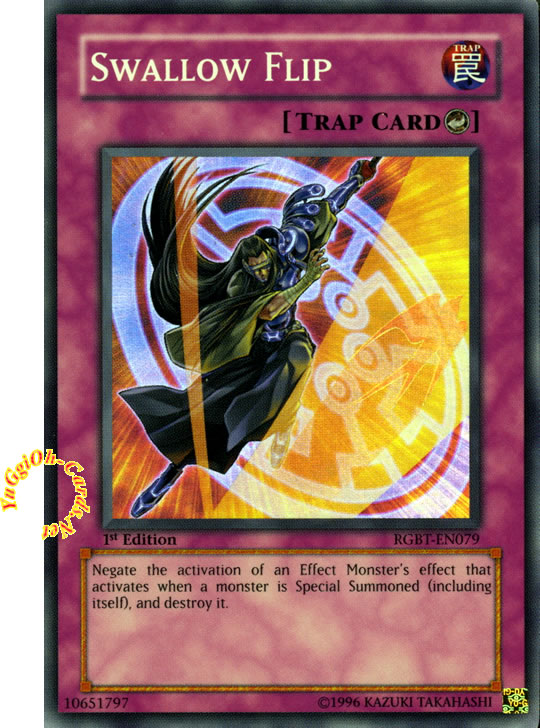 Swallow Flip
TRAP
罠
[Trap Card]
YuGgiOh-Cards.Net
1st Edition
RGBT-EN079
Negate the activation of an Effect Monster's effect that
activates when a monster is Special Summoned (including
itself), and destroy it.
10651797
©1996 KAZUKI TAKAHASHI